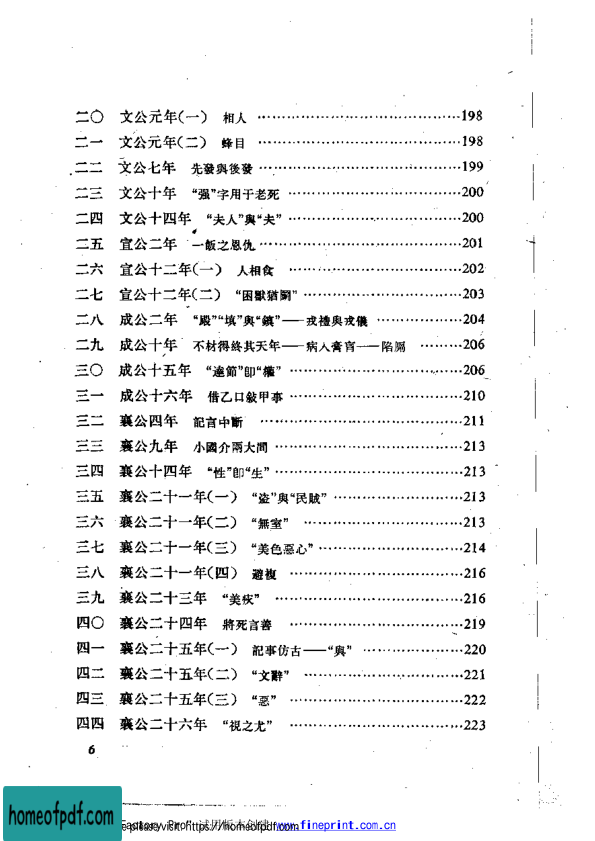 二〇 文公元年(一) 相人 ……………………………………198
二一 文公元年(二) 蜂目 ……………………………………198
二二 文公七年 先發與後發 ……………………………………199
二三 文公十年 “强”字用于老死 ……………………………………200
二四 文公十四年 “夫人”與“夫” ……………………………………200
二五 宣公二年 一飯之恩仇 ……………………………………201
二六 宣公十二年(一) 人相食 ……………………………………202
二七 宣公十二年(二) “困獸猶鬭” ……………………………………203
二八 成公二年 “殿”“填”與“鎮”——戎禮與戎儀 ………………204
二九 成公十年 不材得終其天年——病入膏肓——陷厠 ………206
三〇 成公十五年 “達節”卽“權” ……………………………………206
三一 成公十六年 借乙口敍甲事 ……………………………………210
三二 襄公四年 記言中斷 ……………………………………211
三三 襄公九年 小國介兩大間 ……………………………………213
三四 襄公十四年 “性”卽“生” ……………………………………213
三五 襄公二十一年(一) “盜”與“民賊” …………………………213
三六 襄公二十一年(二) “無室” ……………………………………213
三七 襄公二十一年(三) “美色惡心” …………………………214
三八 襄公二十一年(四) 避複 ……………………………………216
三九 襄公二十三年 “美疢” ……………………………………216
四〇 襄公二十四年 將死言善 ……………………………………219
四一 襄公二十五年(一) 記事仿古——“與” …………………220
四二 襄公二十五年(二) “文辭” ……………………………………221
四三 襄公二十五年(三) “惡” ……………………………………222
四四 襄公二十六年 “視之尤” ……………………………………223
6
homeofpdf.com
Factory Pro" 试用版本创建 www.fineprint.com.cn
please visit: https://homeofpdf.com